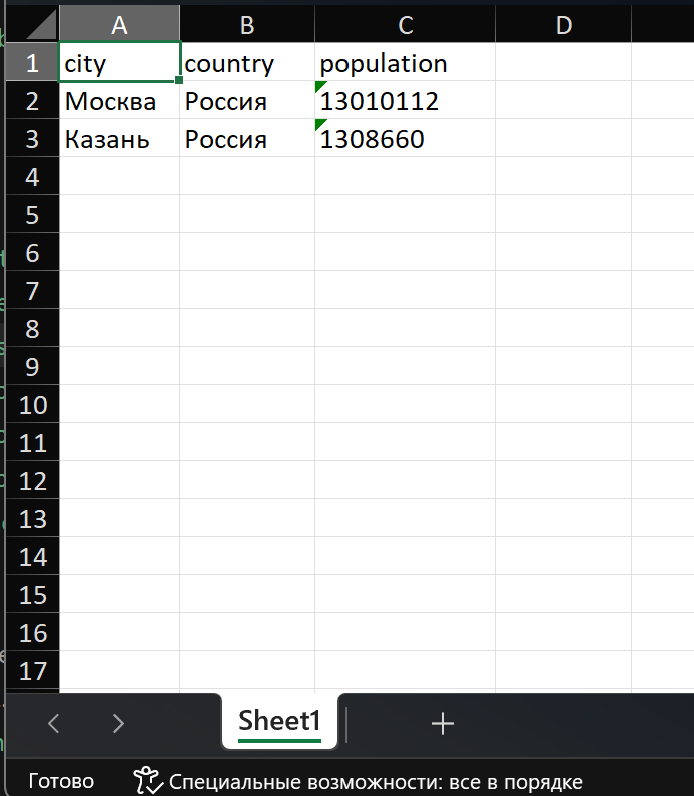 A B C D
1 city country population
2 Москва Россия 13010112
3 Казань Россия 1308660
4
5
6
7
8
9
10
11
12
13
14
15
16
17
Sheet1
Готово Специальные возможности: все в порядке